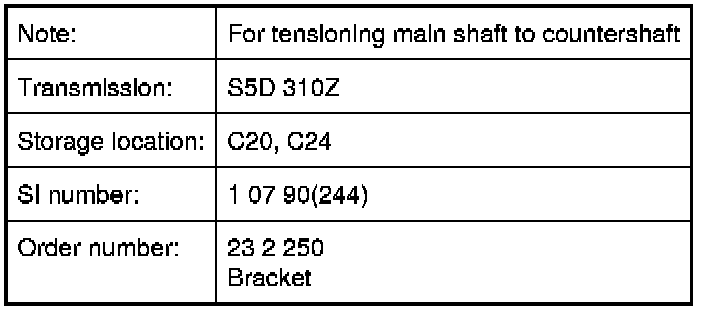 Note: For tensioning main shaft to countershaft
Transmission: S5D 310Z
Storage location: C20, C24
SI number: 1 07 90(244)
Order number: 23 2 250
Bracket